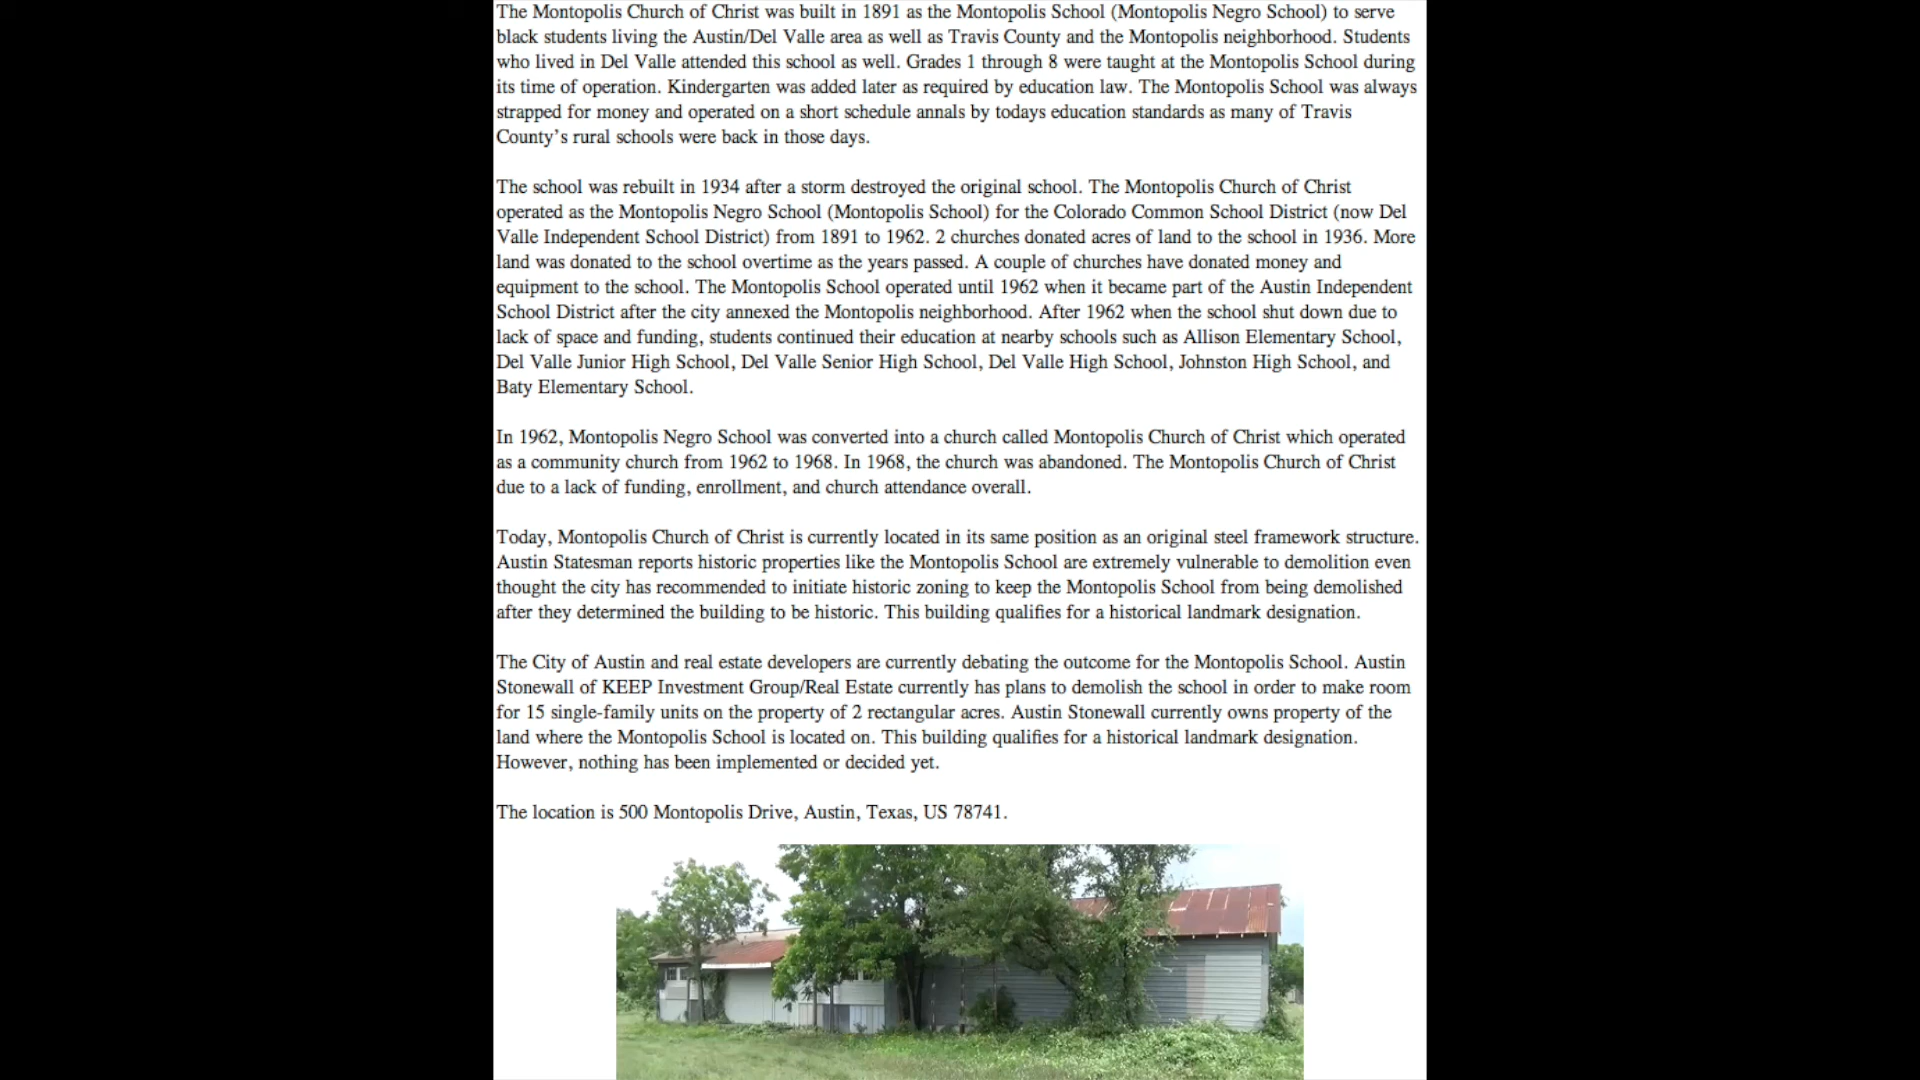 The Montopolis Church of Christ was built in 1891 as the Montopolis School (Montopolis Negro School) to serve
black students living the Austin/Del Valle area as well as Travis County and the Montopolis neighborhood. Students
who lived in Del Valle attended this school as well. Grades 1 through 8 were taught at the Montopolis School during
its time of operation. Kindergarten was added later as required by education law. The Montopolis School was always
strapped for money and operated on a short schedule annals by todays education standards as many of Travis
County’s rural schools were back in those days.
The school was rebuilt in 1934 after a storm destroyed the original school. The Montopolis Church of Christ
operated as the Montopolis Negro School (Montopolis School) for the Colorado Common School District (now Del
Valle Independent School District) from 1891 to 1962. 2 churches donated acres of land to the school in 1936. More
land was donated to the school overtime as the years passed. A couple of churches have donated money and
equipment to the school. The Montopolis School operated until 1962 when it became part of the Austin Independent
School District after the city annexed the Montopolis neighborhood. After 1962 when the school shut down due to
lack of space and funding, students continued their education at nearby schools such as Allison Elementary School,
Del Valle Junior High School, Del Valle Senior High School, Del Valle High School, Johnston High School, and
Baty Elementary School.
In 1962, Montopolis Negro School was converted into a church called Montopolis Church of Christ which operated
as a community church from 1962 to 1968. In 1968, the church was abandoned. The Montopolis Church of Christ
due to a lack of funding, enrollment, and church attendance overall.
Today, Montopolis Church of Christ is currently located in its same position as an original steel framework structure.
Austin Statesman reports historic properties like the Montopolis School are extremely vulnerable to demolition even
thought the city has recommended to initiate historic zoning to keep the Montopolis School from being demolished
after they determined the building to be historic. This building qualifies for a historical landmark designation.
The City of Austin and real estate developers are currently debating the outcome for the Montopolis School. Austin
Stonewall of KEEP Investment Group/Real Estate currently has plans to demolish the school in order to make room
for 15 single-family units on the property of 2 rectangular acres. Austin Stonewall currently owns property of the
land where the Montopolis School is located on. This building qualifies for a historical landmark designation.
However, nothing has been implemented or decided yet.
The location is 500 Montopolis Drive, Austin, Texas, US 78741.